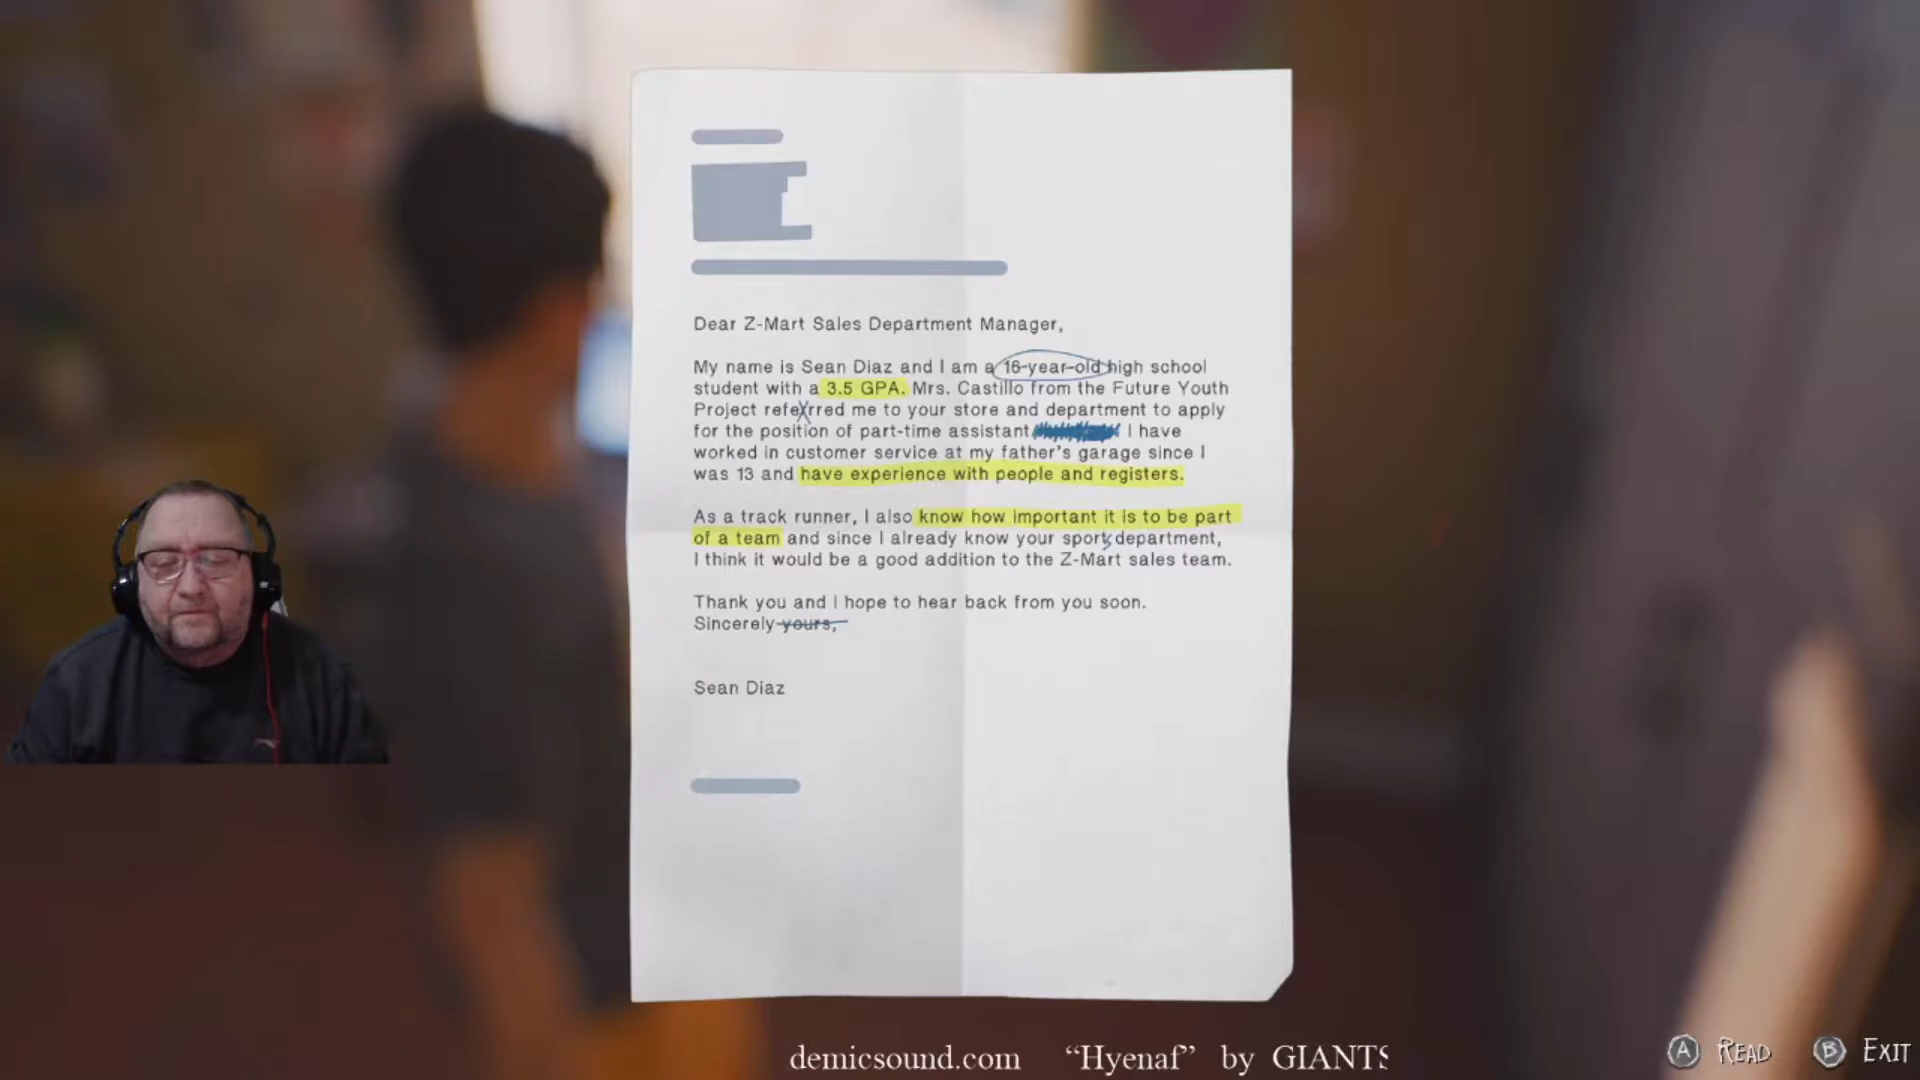 Dear Z-Mart Sales Department Manager,
My name is Sean Diaz and I am a 16-year-old high school
student with a 3.5 GPA. Mrs. Castillo from the Future Youth
Project referrred me to your store and department to apply
for the position of part-time assistant I have
worked in customer service at my father's garage since I
was 13 and have experience with people and registers.
As a track runner, I also know how important it is to be part
of a team and since I already know your sports department,
I think it would be a good addition to the Z-Mart sales team.
Thank you and I hope to hear back from you soon.
Sincerely yours,
Sean Diaz
demicsound.com "Hyenaf" by GIANTS
A READ B EXIT